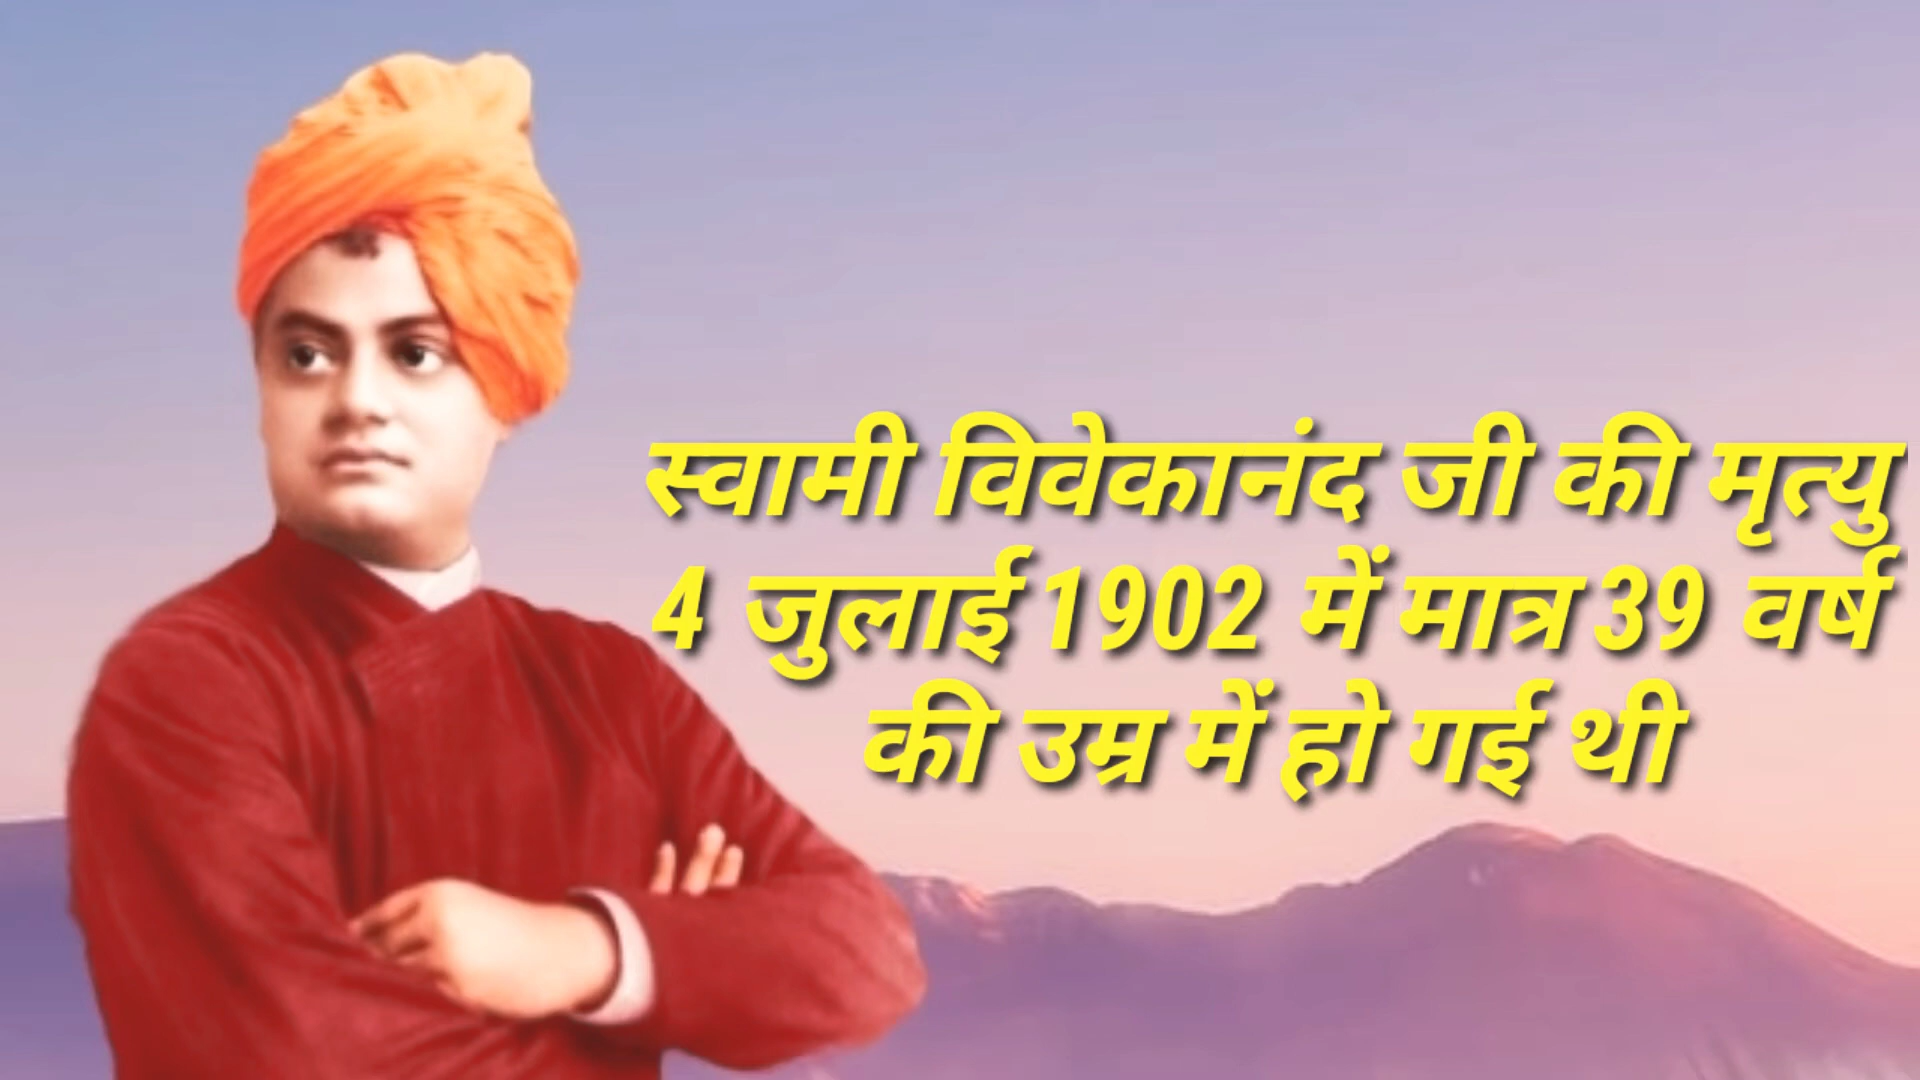 स्वामी विवेकानंद जी की मृत्यु
4 जुलाई 1902 में मात्र 39 वर्ष
की उम्र में हो गई थी